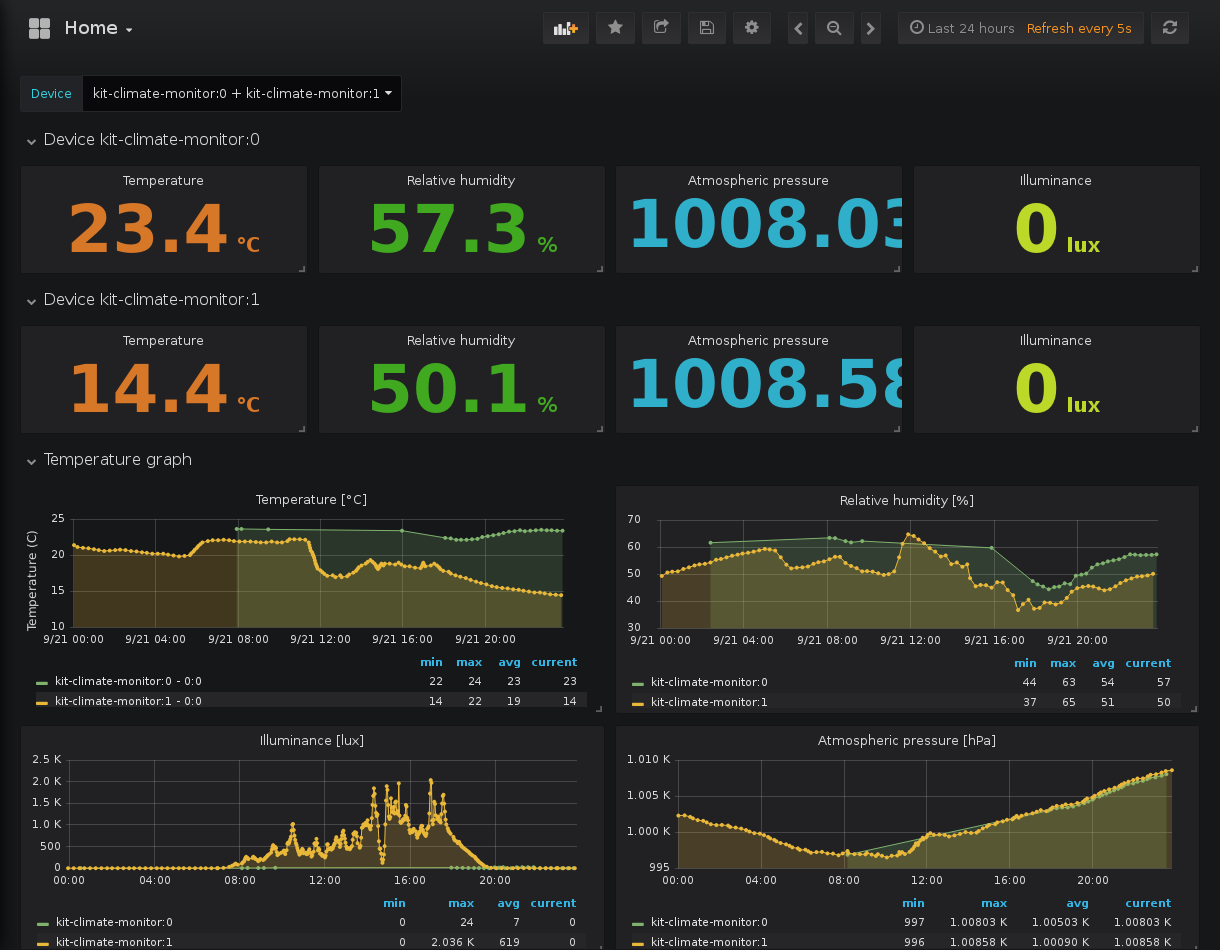 Home
Last 24 hours Refresh every 5s
Device kit-climate-monitor:0 + kit-climate-monitor:1
Device kit-climate-monitor:0
Temperature Relative humidity Atmospheric pressure Illuminance
23.4 °C 57.3 % 1008.03 0 lux
Device kit-climate-monitor:1
Temperature Relative humidity Atmospheric pressure Illuminance
14.4 °C 50.1 % 1008.58 0 lux
Temperature graph
Temperature [°C]
Temperature (C)
25
20
15
10
9/21 00:00 9/21 04:00 9/21 08:00 9/21 12:00 9/21 16:00 9/21 20:00
min max avg current
kit-climate-monitor:0 - 0:0 22 24 23 23
kit-climate-monitor:1 - 0:0 14 22 19 14
Relative humidity [%]
70
60
50
40
30
9/21 00:00 9/21 04:00 9/21 08:00 9/21 12:00 9/21 16:00 9/21 20:00
min max avg current
kit-climate-monitor:0 44 63 54 57
kit-climate-monitor:1 37 65 51 50
Illuminance [lux]
2.5 K
2.0 K
1.5 K
1.0 K
500
0
00:00 04:00 08:00 12:00 16:00 20:00
min max avg current
kit-climate-monitor:0 0 24 7 0
kit-climate-monitor:1 0 2.036 K 619 0
Atmospheric pressure [hPa]
1.010 K
1.005 K
1.000 K
995
00:00 04:00 08:00 12:00 16:00 20:00
min max avg current
kit-climate-monitor:0 997 1.00803 K 1.00503 K 1.00803 K
kit-climate-monitor:1 996 1.00858 K 1.00090 K 1.00858 K